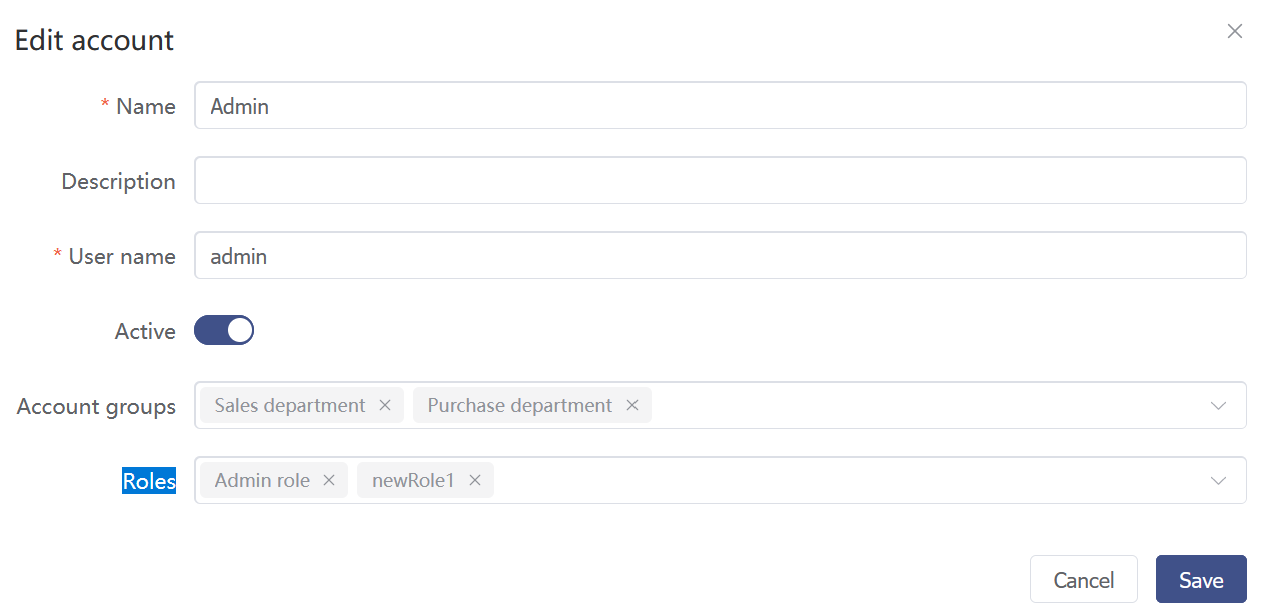 Edit account
* Name Admin
Description
* User name admin
Active
Account groups Sales department Purchase department
Roles Admin role newRole1
Cancel Save